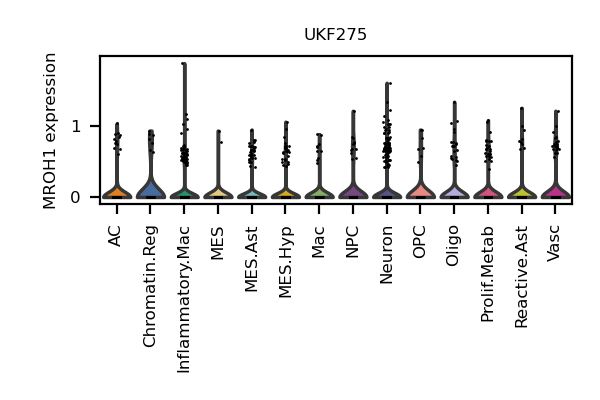 UKF275
MROH1 expression
1
0
AC
Chromatin.Reg
Inflammatory.Mac
MES
MES.Ast
MES.Hyp
Mac
NPC
Neuron
OPC
Oligo
Prolif.Metab
Reactive.Ast
Vasc